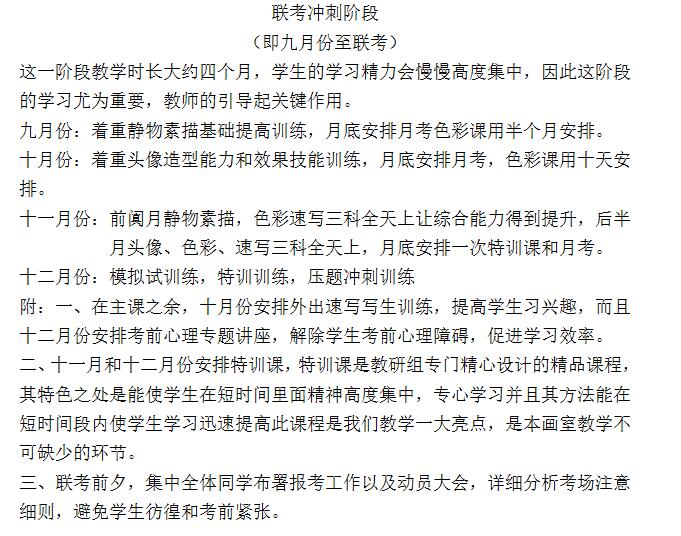 联考冲刺阶段
（即九月份至联考）
这一阶段教学时长大约四个月，学生的学习精力会慢慢高度集中，因此这阶段
的学习尤为重要，教师的引导起关键作用。
九月份：着重静物素描基础提高训练，月底安排月考色彩课用半个月安排。
十月份：着重头像造型能力和效果技能训练，月底安排月考，色彩课用十天安
排。
十一月份：前阗月静物素描，色彩速写三科全天上让综合能力得到提升，后半
月头像、色彩、速写三科全天上，月底安排一次特训课和月考。
十二月份：模拟试训练，特训训练，压题冲刺训练
附：一、在主课之余，十月份安排外出速写写生训练，提高学生习兴趣，而且
十二月份安排考前心理专题讲座，解除学生考前心理障碍，促进学习效率。
二、十一月和十二月份安排特训课，特训课是教研组专门精心设计的精品课程，
其特色之处是能使学生在短时间里面精神高度集中，专心学习并且其方法能在
短时间段内使学生学习迅速提高此课程是我们教学一大亮点，是本画室教学不
可缺少的环节。
三、联考前夕，集中全体同学布署报考工作以及动员大会，详细分析考场注意
细则，避免学生彷徨和考前紧张。